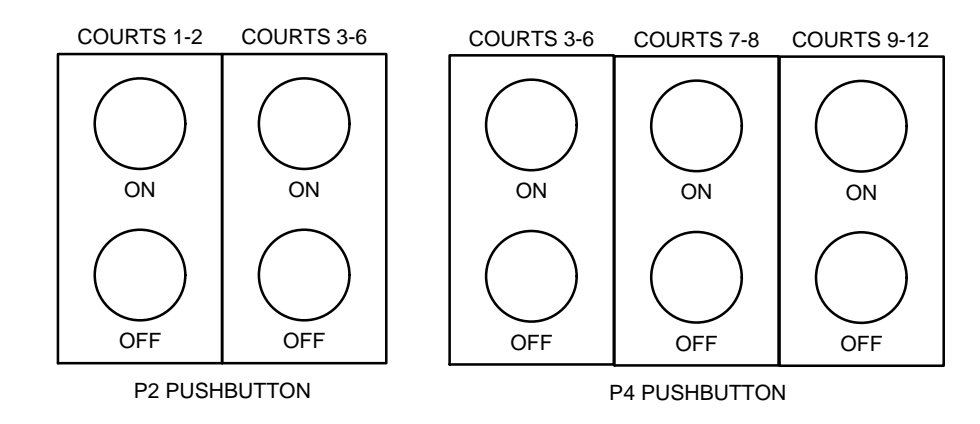 COURTS 1-2 COURTS 3-6
ON ON
OFF OFF
P2 PUSHBUTTON
COURTS 3-6 COURTS 7-8 COURTS 9-12
ON ON ON
OFF OFF OFF
P4 PUSHBUTTON